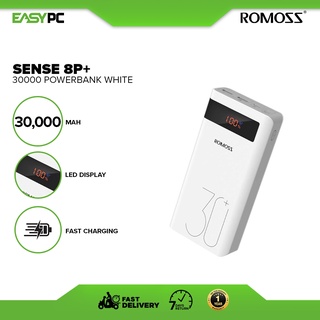 EASYPC
ROMOSS
SENSE 8P+
30000 POWERBANK WHITE
30,000 MAH
100%
LED DISPLAY
FAST CHARGING
100%
ROMOSS
30+
FAST
DELIVERY
1